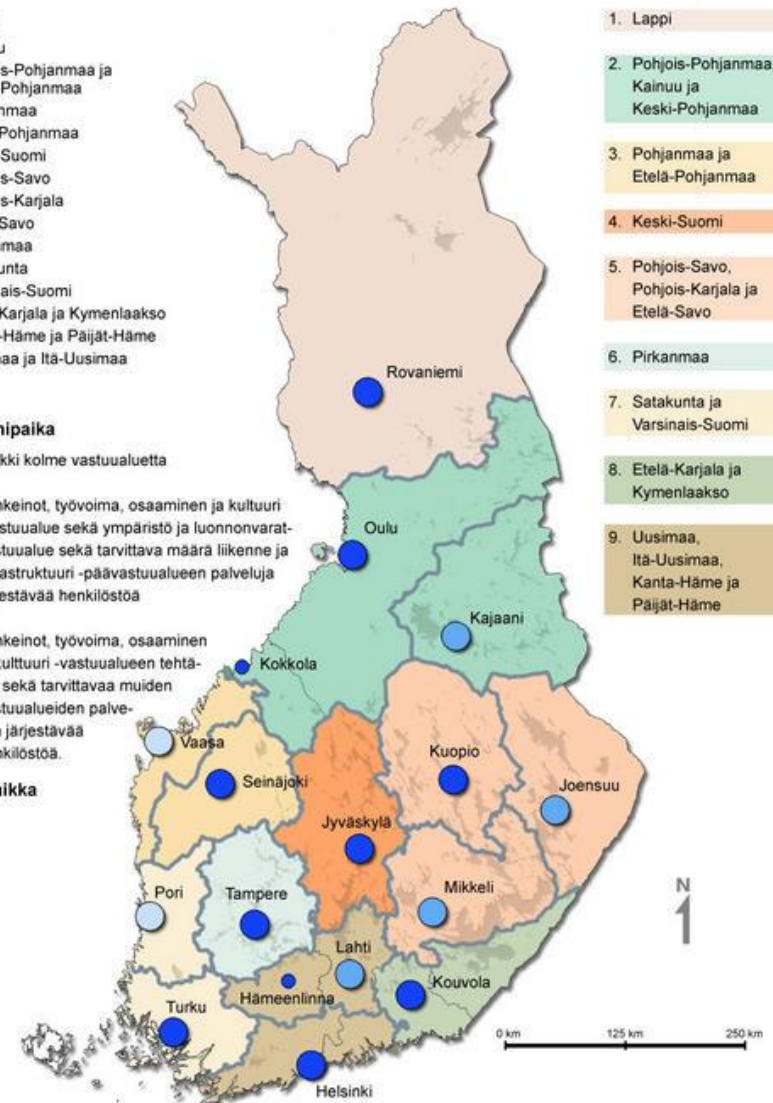 u
s-Pohjanmaa ja
Pohjanmaa
nmaa
Pohjanmaa
-Suomi
s-Savo
s-Karjala
Savo
nmaa
unta
ais-Suomi
Karjala ja Kymenlaakso
-Häme ja Päijät-Häme
aa ja Itä-Uusimaa
mipaika
kki kolme vastuualuetta
nkeinot, työvoima, osaaminen ja kultuuri
stuualue sekä ympäristö ja luonnonvarat-
stuualue sekä tarvittava määrä liikenne ja
astruktuuri -päävastuualueen palveluja
estävää henkilöstöä
nkeinot, työvoima, osaaminen
kulttuuri -vastuualueen tehtä-
sekä tarvittavaa muiden
stuualueiden palve-
n järjestävää
nkilöstöä.
aikka
1. Lappi
2. Pohjois-Pohjanmaa
Kainuu ja
Keski-Pohjanmaa
3. Pohjanmaa ja
Etelä-Pohjanmaa
4. Keski-Suomi
5. Pohjois-Savo,
Pohjois-Karjala ja
Etelä-Savo
6. Pirkanmaa
7. Satakunta ja
Varsinais-Suomi
8. Etelä-Karjala ja
Kymenlaakso
9. Uusimaa,
Itä-Uusimaa,
Kanta-Häme ja
Päijät-Häme
Rovaniemi
Oulu
Kajaani
Kokkola
Vaasa
Seinäjoki
Kuopio
Joensuu
Jyväskylä
Pori
Tampere
Mikkeli
Lahti
Hämeenlinna
Kouvola
Turku
Helsinki
N
0 km 125 km 250 km